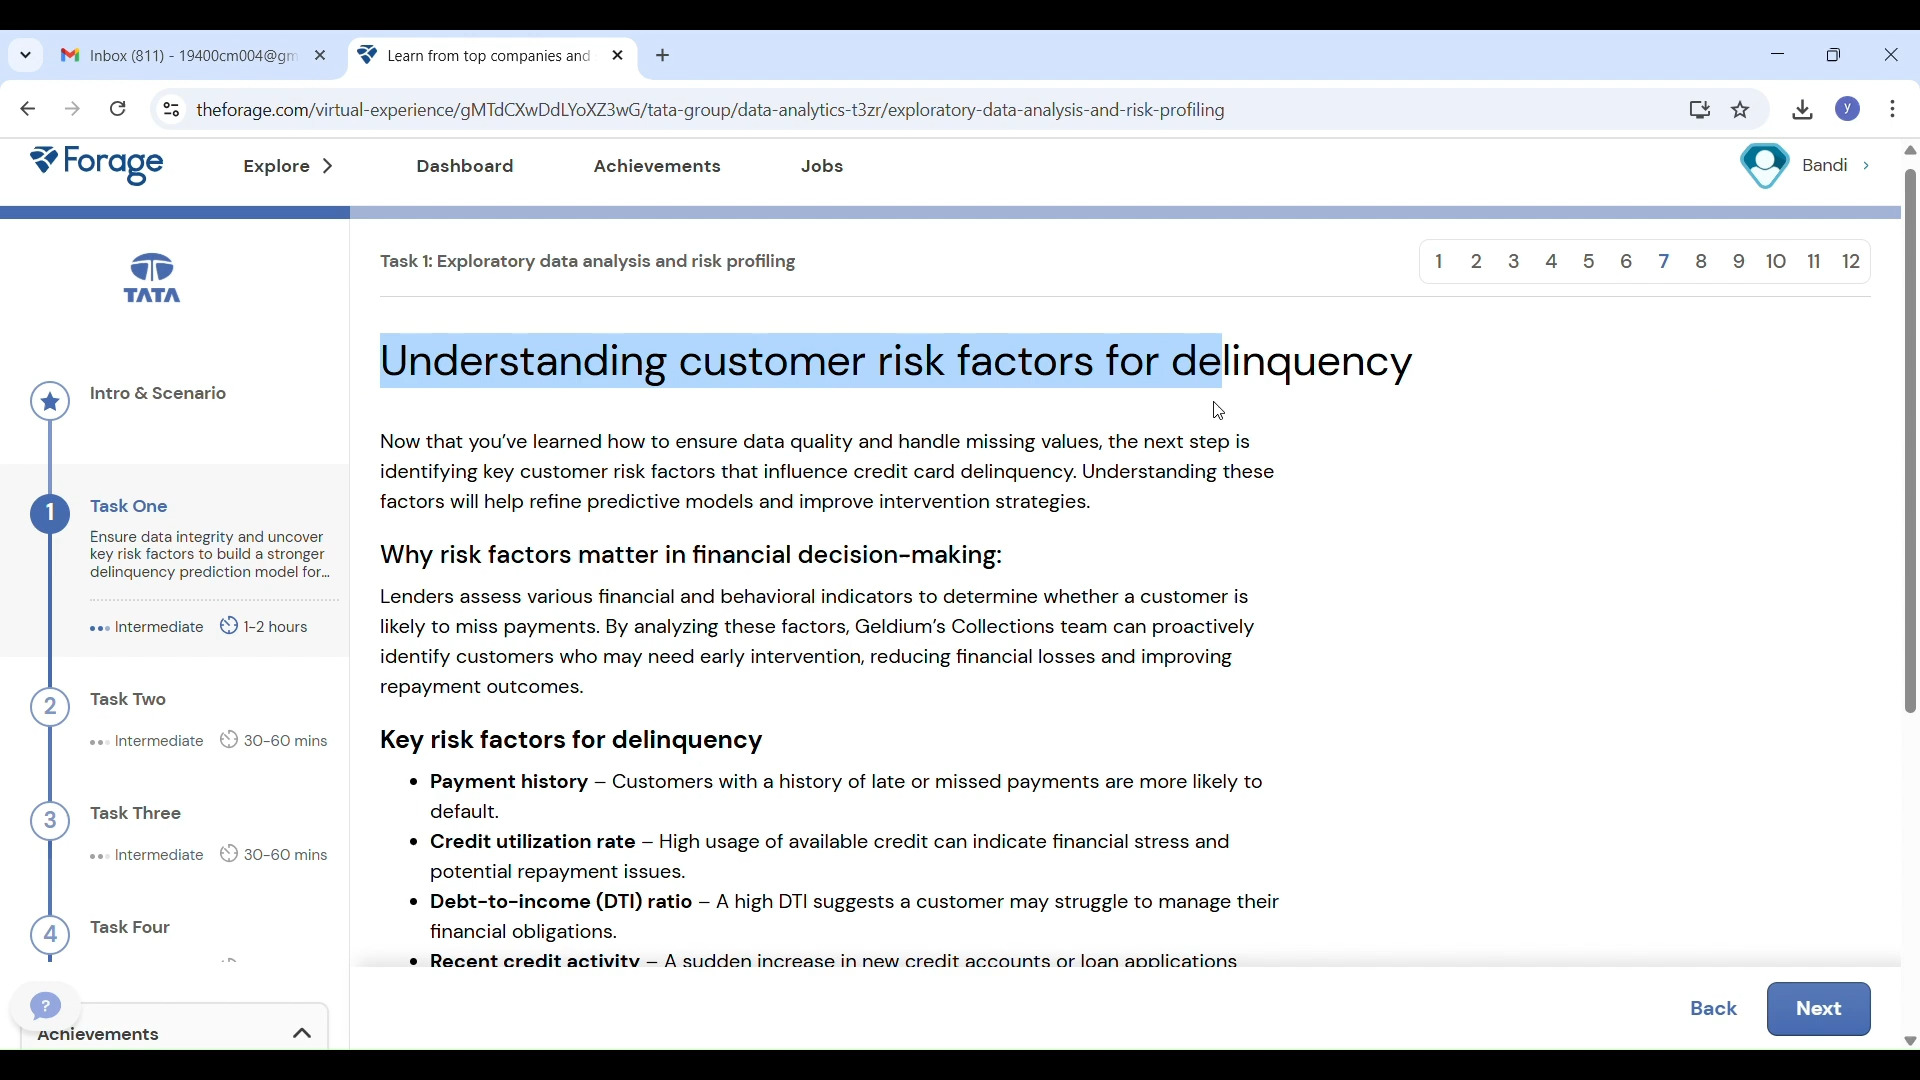 Inbox (811) - 19400cm004@gm
Learn from top companies and
theforage.com/virtual-experience/gMTdCXwDdLYoXZ3wG/tata-group/data-analytics-t3zr/exploratory-data-analysis-and-risk-profiling
y
Forage
Explore
Dashboard
Achievements
Jobs
Bandi
TATA
Intro & Scenario
1
Task One
Ensure data integrity and uncover
key risk factors to build a stronger
delinquency prediction model for...
Intermediate 1-2 hours
2
Task Two
Intermediate 30-60 mins
3
Task Three
Intermediate 30-60 mins
4
Task Four
?
Achievements
Task 1: Exploratory data analysis and risk profiling
1 2 3 4 5 6 7 8 9 10 11 12
Understanding customer risk factors for delinquency
Now that you've learned how to ensure data quality and handle missing values, the next step is
identifying key customer risk factors that influence credit card delinquency. Understanding these
factors will help refine predictive models and improve intervention strategies.
Why risk factors matter in financial decision-making:
Lenders assess various financial and behavioral indicators to determine whether a customer is
likely to miss payments. By analyzing these factors, Geldium's Collections team can proactively
identify customers who may need early intervention, reducing financial losses and improving
repayment outcomes.
Key risk factors for delinquency
• Payment history – Customers with a history of late or missed payments are more likely to
default.
• Credit utilization rate – High usage of available credit can indicate financial stress and
potential repayment issues.
• Debt-to-income (DTI) ratio – A high DTI suggests a customer may struggle to manage their
financial obligations.
• Recent credit activity – A sudden increase in new credit accounts or loan applications
Back
Next